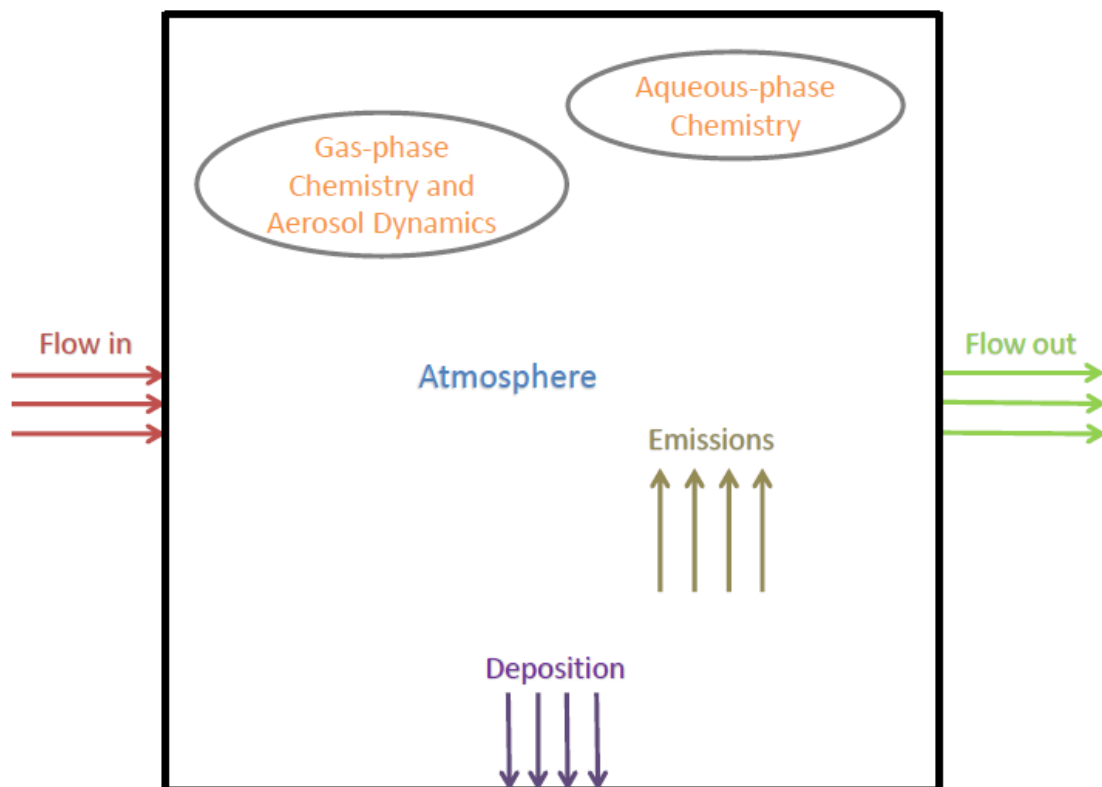 Aqueous-phase
Chemistry
Gas-phase
Chemistry and
Aerosol Dynamics
Flow in
Flow out
Atmosphere
Emissions
Deposition